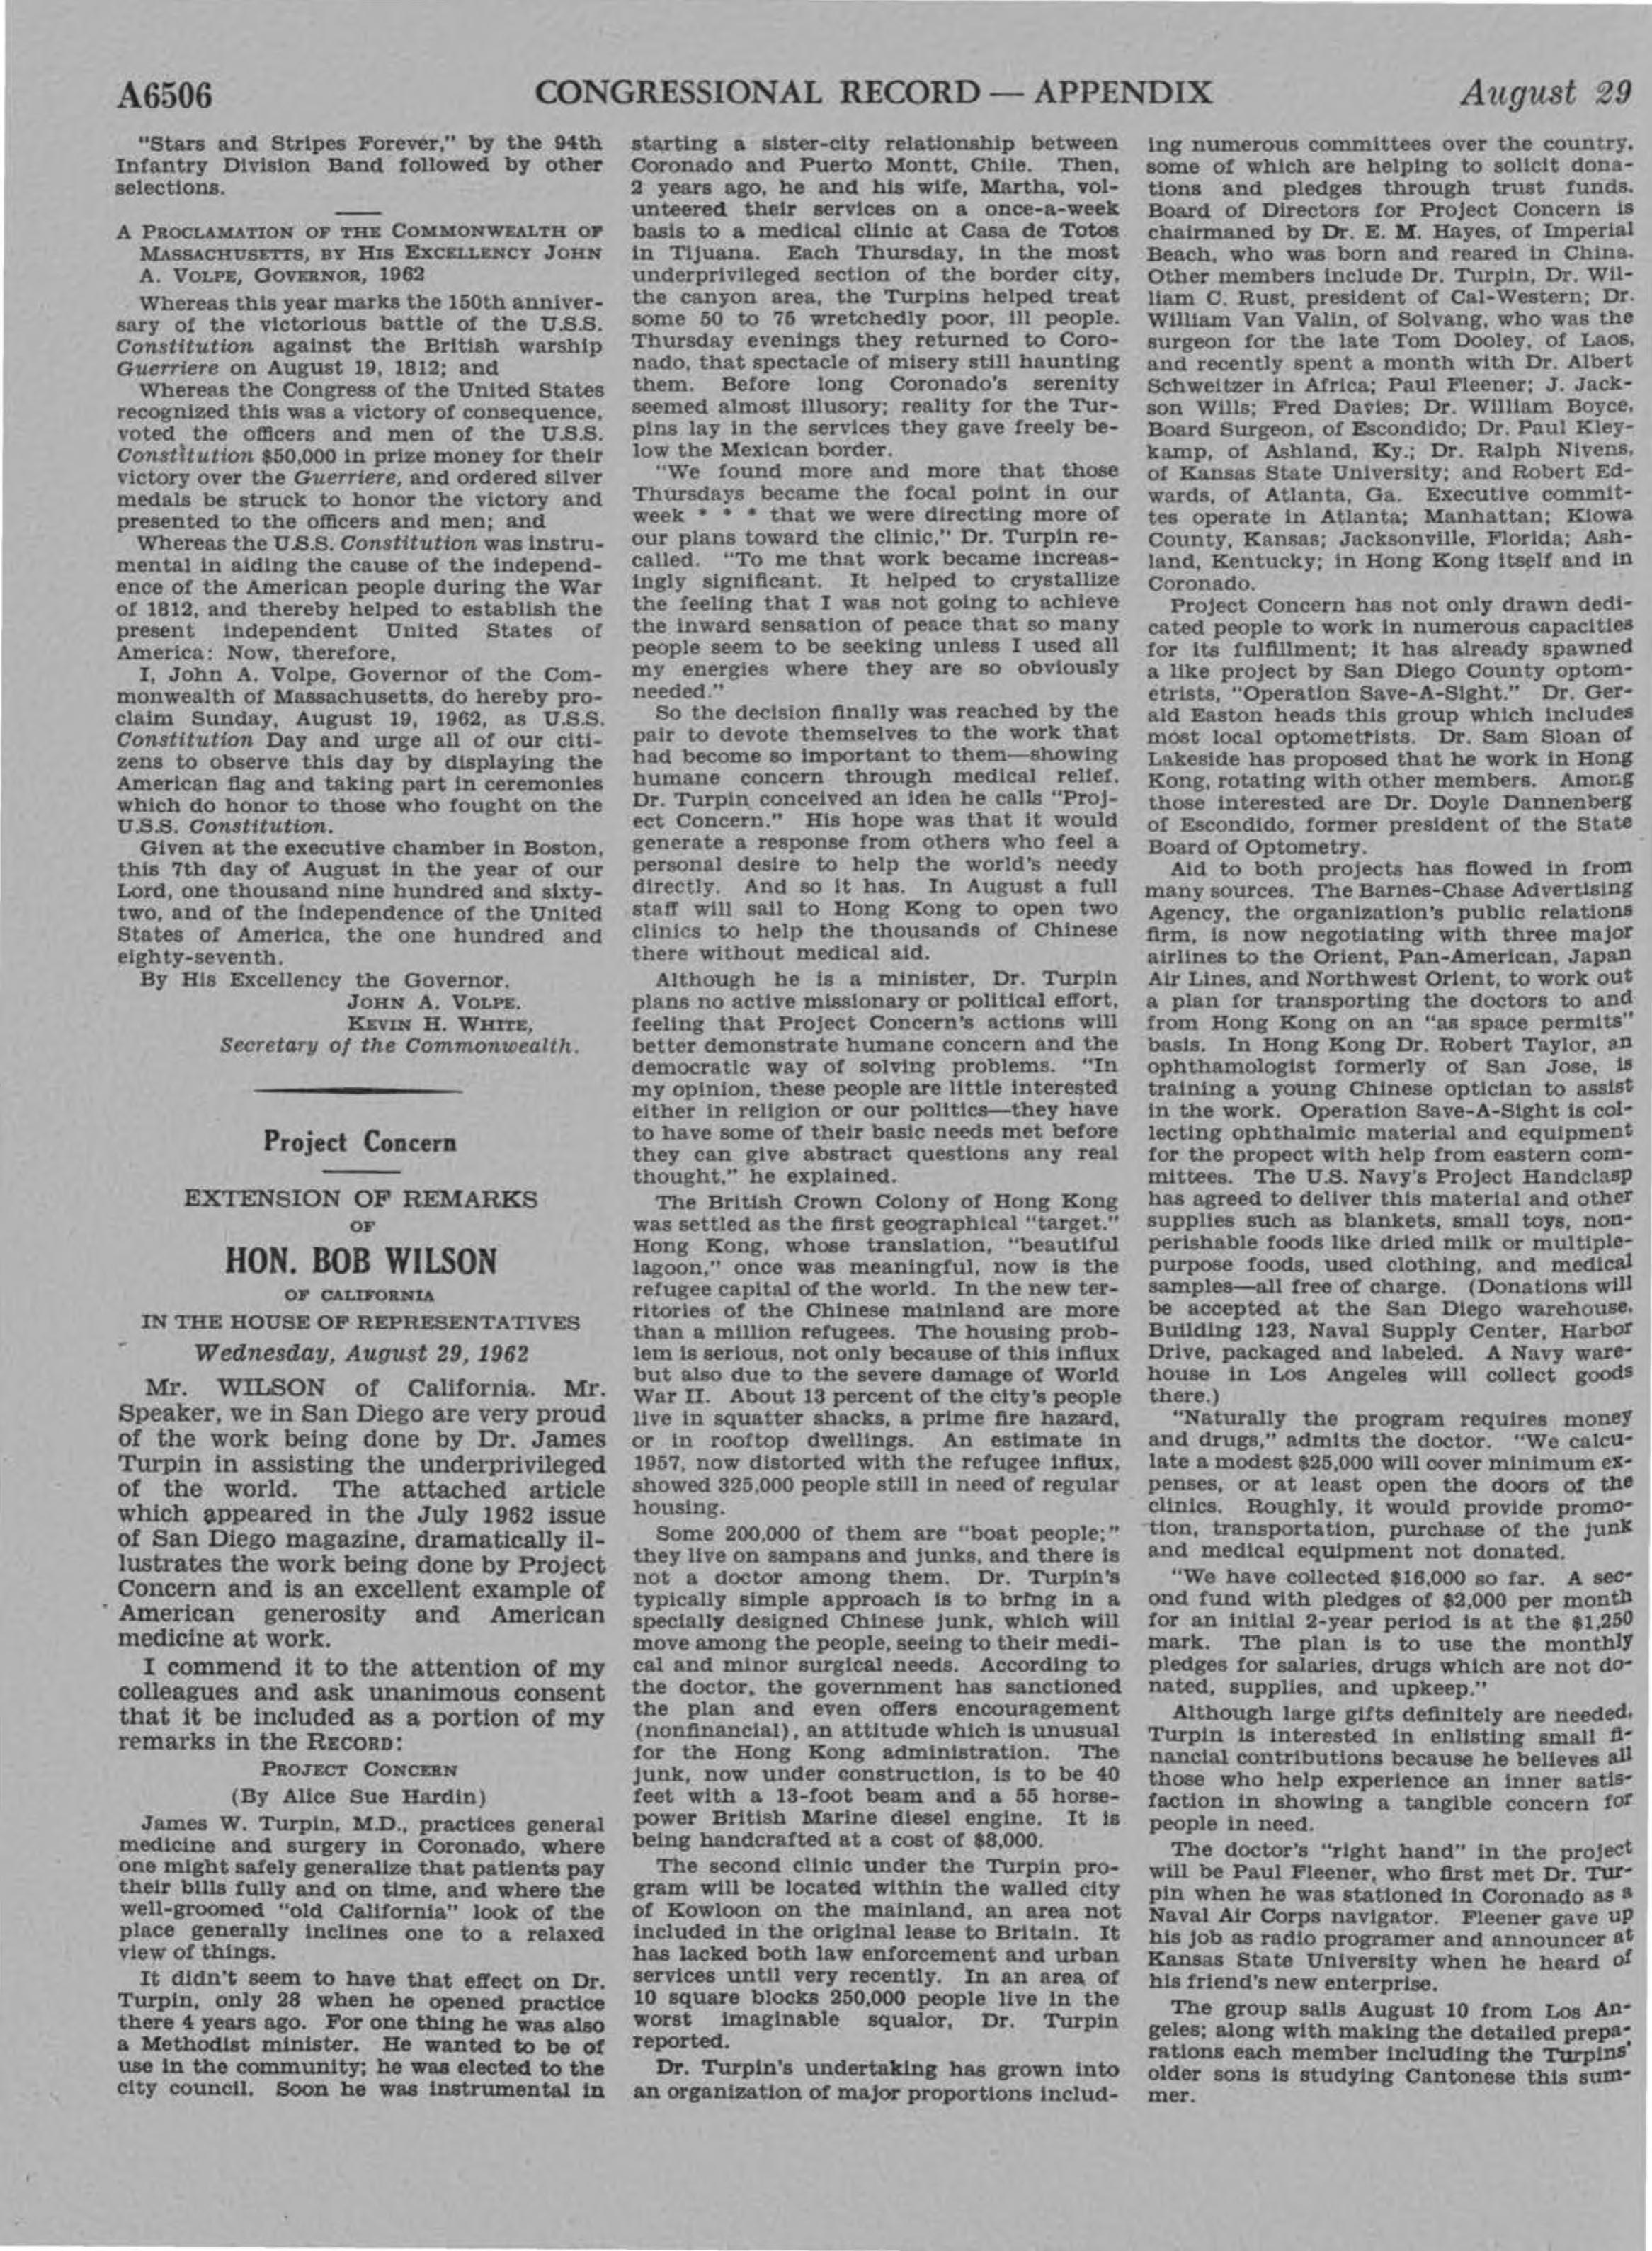 A6506
CONGRESSIONAL RECORD — APPENDIX
August 29
"Stars and Stripes Forever," by the 94th
Infantry Division Band followed by other
selections.
A PROCLAMATION OF THE COMMONWEALTH OF
MASSACHUSETTS, BY HIS EXCELLENCY JOHN
A. VOLPE, GOVERNOR, 1962
Whereas this year marks the 150th anniver-
sary of the victorious battle of the U.S.S.
Constitution against the British warship
Guerriere on August 19, 1812; and
Whereas the Congress of the United States
recognized this was a victory of consequence,
voted the officers and men of the U.S.S.
Constitution $50,000 in prize money for their
victory over the Guerriere, and ordered silver
medals be struck to honor the victory and
presented to the officers and men; and
Whereas the U.S.S. Constitution was instru-
mental in aiding the cause of the independ-
ence of the American people during the War
of 1812, and thereby helped to establish the
present independent United States of
America: Now, therefore,
I, John A. Volpe, Governor of the Com-
monwealth of Massachusetts, do hereby pro-
claim Sunday, August 19, 1962, as U.S.S.
Constitution Day and urge all of our citi-
zens to observe this day by displaying the
American flag and taking part in ceremonies
which do honor to those who fought on the
U.S.S. Constitution.
Given at the executive chamber in Boston,
this 7th day of August in the year of our
Lord, one thousand nine hundred and sixty-
two, and of the independence of the United
States of America, the one hundred and
eighty-seventh.
By His Excellency the Governor.
JOHN A. VOLPE.
KEVIN H. WHITE,
Secretary of the Commonwealth.
Project Concern
EXTENSION OF REMARKS
OF
HON. BOB WILSON
OF CALIFORNIA
IN THE HOUSE OF REPRESENTATIVES
Wednesday, August 29, 1962
Mr. WILSON of California. Mr.
Speaker, we in San Diego are very proud
of the work being done by Dr. James
Turpin in assisting the underprivileged
of the world. The attached article
which appeared in the July 1962 issue
of San Diego magazine, dramatically il-
lustrates the work being done by Project
Concern and is an excellent example of
American generosity and American
medicine at work.
I commend it to the attention of my
colleagues and ask unanimous consent
that it be included as a portion of my
remarks in the RECORD:
PROJECT CONCERN
(By Alice Sue Hardin)
James W. Turpin, M.D., practices general
medicine and surgery in Coronado, where
one might safely generalize that patients pay
their bills fully and on time, and where the
well-groomed "old California" look of the
place generally inclines one to a relaxed
view of things.
It didn't seem to have that effect on Dr.
Turpin, only 28 when he opened practice
there 4 years ago. For one thing he was also
a Methodist minister. He wanted to be of
use in the community; he was elected to the
city council. Soon he was instrumental in
starting a sister-city relationship between
Coronado and Puerto Montt, Chile. Then,
2 years ago, he and his wife, Martha, vol-
unteered their services on a once-a-week
basis to a medical clinic at Casa de Totos
in Tijuana. Each Thursday, in the most
underprivileged section of the border city,
the canyon area, the Turpins helped treat
some 50 to 75 wretchedly poor, ill people.
Thursday evenings they returned to Coro-
nado, that spectacle of misery still haunting
them. Before long Coronado's serenity
seemed almost illusory; reality for the Tur-
pins lay in the services they gave freely be-
low the Mexican border.
"We found more and more that those
Thursdays became the focal point in our
week * * * that we were directing more of
our plans toward the clinic," Dr. Turpin re-
called. "To me that work became increas-
ingly significant. It helped to crystallize
the feeling that I was not going to achieve
the inward sensation of peace that so many
people seem to be seeking unless I used all
my energies where they are so obviously
needed."
So the decision finally was reached by the
pair to devote themselves to the work that
had become so important to them—showing
humane concern through medical relief.
Dr. Turpin conceived an idea he calls "Proj-
ect Concern." His hope was that it would
generate a response from others who feel a
personal desire to help the world's needy
directly. And so it has. In August a full
staff will sail to Hong Kong to open two
clinics to help the thousands of Chinese
there without medical aid.
Although he is a minister, Dr. Turpin
plans no active missionary or political effort,
feeling that Project Concern's actions will
better demonstrate humane concern and the
democratic way of solving problems. "In
my opinion, these people are little interested
either in religion or our politics—they have
to have some of their basic needs met before
they can give abstract questions any real
thought," he explained.
The British Crown Colony of Hong Kong
was settled as the first geographical "target."
Hong Kong, whose translation, "beautiful
lagoon," once was meaningful, now is the
refugee capital of the world. In the new ter-
ritories of the Chinese mainland are more
than a million refugees. The housing prob-
lem is serious, not only because of this influx
but also due to the severe damage of World
War II. About 13 percent of the city's people
live in squatter shacks, a prime fire hazard,
or in rooftop dwellings. An estimate in
1957, now distorted with the refugee influx,
showed 325,000 people still in need of regular
housing.
Some 200,000 of them are "boat people;"
they live on sampans and junks, and there is
not a doctor among them. Dr. Turpin's
typically simple approach is to bring in a
specially designed Chinese junk, which will
move among the people, seeing to their medi-
cal and minor surgical needs. According to
the doctor, the government has sanctioned
the plan and even offers encouragement
(nonfinancial), an attitude which is unusual
for the Hong Kong administration. The
junk, now under construction, is to be 40
feet with a 13-foot beam and a 55 horse-
power British Marine diesel engine. It is
being handcrafted at a cost of $8,000.
The second clinic under the Turpin pro-
gram will be located within the walled city
of Kowloon on the mainland, an area not
included in the original lease to Britain. It
has lacked both law enforcement and urban
services until very recently. In an area of
10 square blocks 250,000 people live in the
worst imaginable squalor, Dr. Turpin
reported.
Dr. Turpin's undertaking has grown into
an organization of major proportions includ-
ing numerous committees over the country,
some of which are helping to solicit dona-
tions and pledges through trust funds.
Board of Directors for Project Concern is
chairmaned by Dr. E. M. Hayes, of Imperial
Beach, who was born and reared in China.
Other members include Dr. Turpin, Dr. Wil-
liam C. Rust, president of Cal-Western; Dr.
William Van Valin, of Solvang, who was the
surgeon for the late Tom Dooley, of Laos,
and recently spent a month with Dr. Albert
Schweitzer in Africa; Paul Fleener; J. Jack-
son Wills; Fred Davies; Dr. William Boyce,
Board Surgeon, of Escondido; Dr. Paul Kley-
kamp, of Ashland, Ky.; Dr. Ralph Nivens,
of Kansas State University; and Robert Ed-
wards, of Atlanta, Ga. Executive commit-
tes operate in Atlanta; Manhattan; Kiowa
County, Kansas; Jacksonville, Florida; Ash-
land, Kentucky; in Hong Kong itself and in
Coronado.
Project Concern has not only drawn dedi-
cated people to work in numerous capacities
for its fulfillment; it has already spawned
a like project by San Diego County optom-
etrists, "Operation Save-A-Sight." Dr. Ger-
ald Easton heads this group which includes
most local optometrists. Dr. Sam Sloan of
Lakeside has proposed that he work in Hong
Kong, rotating with other members. Among
those interested are Dr. Doyle Dannenberg
of Escondido, former president of the State
Board of Optometry.
Aid to both projects has flowed in from
many sources. The Barnes-Chase Advertising
Agency, the organization's public relations
firm, is now negotiating with three major
airlines to the Orient, Pan-American, Japan
Air Lines, and Northwest Orient, to work out
a plan for transporting the doctors to and
from Hong Kong on an "as space permits"
basis. In Hong Kong Dr. Robert Taylor, an
ophthamologist formerly of San Jose, is
training a young Chinese optician to assist
in the work. Operation Save-A-Sight is col-
lecting ophthalmic material and equipment
for the propect with help from eastern com-
mittees. The U.S. Navy's Project Handclasp
has agreed to deliver this material and other
supplies such as blankets, small toys, non-
perishable foods like dried milk or multiple-
purpose foods, used clothing, and medical
samples—all free of charge. (Donations will
be accepted at the San Diego warehouse,
Building 123, Naval Supply Center, Harbor
Drive, packaged and labeled. A Navy ware-
house in Los Angeles will collect goods
there.)
"Naturally the program requires money
and drugs," admits the doctor. "We calcu-
late a modest $25,000 will cover minimum ex-
penses, or at least open the doors of the
clinics. Roughly, it would provide promo-
tion, transportation, purchase of the junk
and medical equipment not donated.
"We have collected $16,000 so far. A sec-
ond fund with pledges of $2,000 per month
for an initial 2-year period is at the $1,250
mark. The plan is to use the monthly
pledges for salaries, drugs which are not do-
nated, supplies, and upkeep."
Although large gifts definitely are needed,
Turpin is interested in enlisting small fi-
nancial contributions because he believes all
those who help experience an inner satis-
faction in showing a tangible concern for
people in need.
The doctor's "right hand" in the project
will be Paul Fleener, who first met Dr. Tur-
pin when he was stationed in Coronado as a
Naval Air Corps navigator. Fleener gave up
his job as radio programer and announcer at
Kansas State University when he heard of
his friend's new enterprise.
The group sails August 10 from Los An-
geles; along with making the detailed prepa-
rations each member including the Turpins'
older sons is studying Cantonese this sum-
mer.